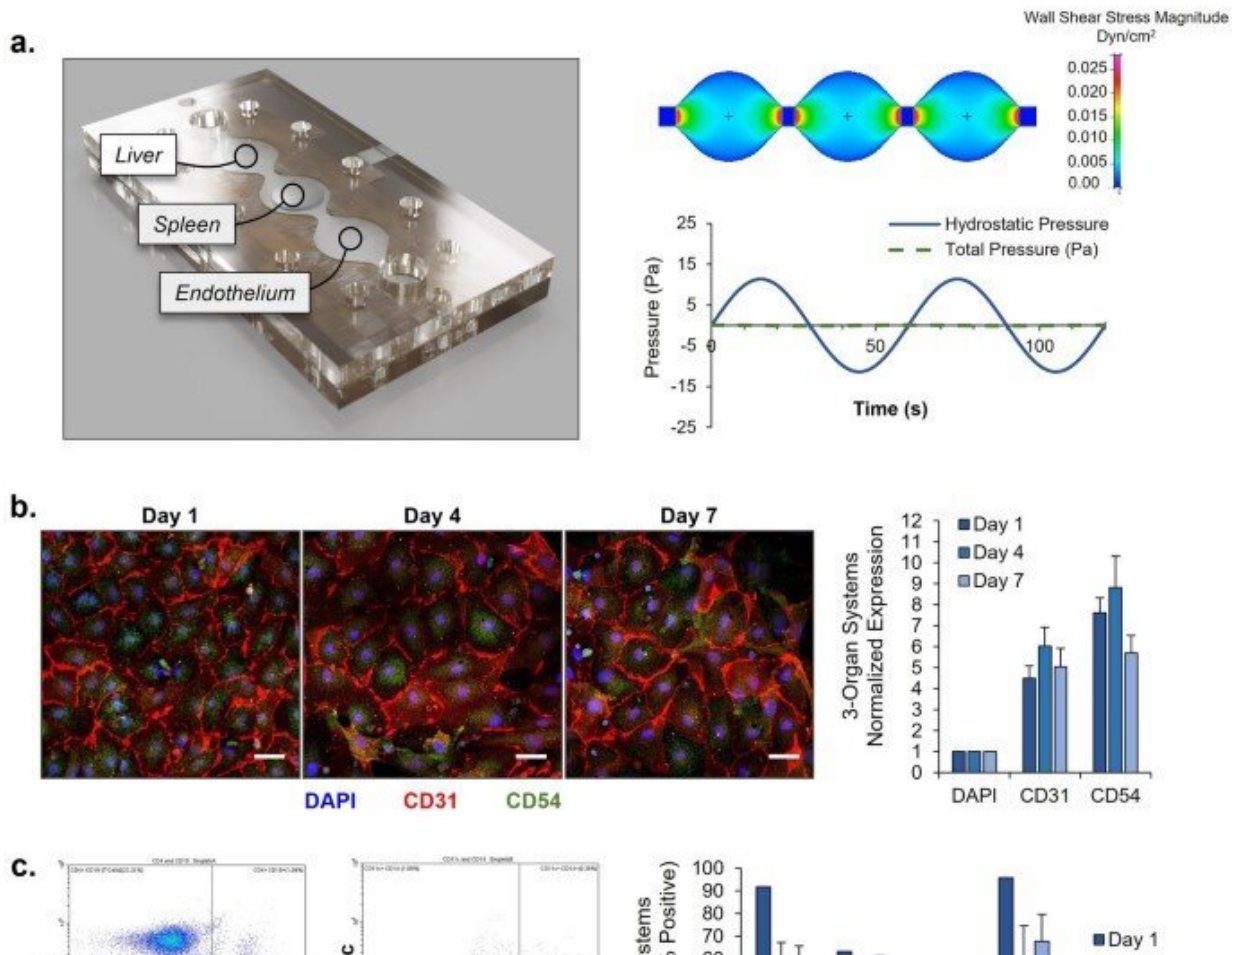 a.
Liver
Spleen
Endothelium
Wall Shear Stress Magnitude
Dyn/cm²
0.025
0.020
0.015
0.010
0.005
0.00
25
15
5
-5
-15
-25
Pressure (Pa)
Hydrostatic Pressure
Total Pressure (Pa)
0
50
100
Time (s)
b.
Day 1
Day 4
Day 7
DAPI
CD31
CD54
3-Organ Systems
Normalized Expression
12
11
10
9
8
7
6
5
4
3
2
1
0
Day 1
Day 4
Day 7
DAPI
CD31
CD54
c.
100
90
80
70
Positive)
Day 1